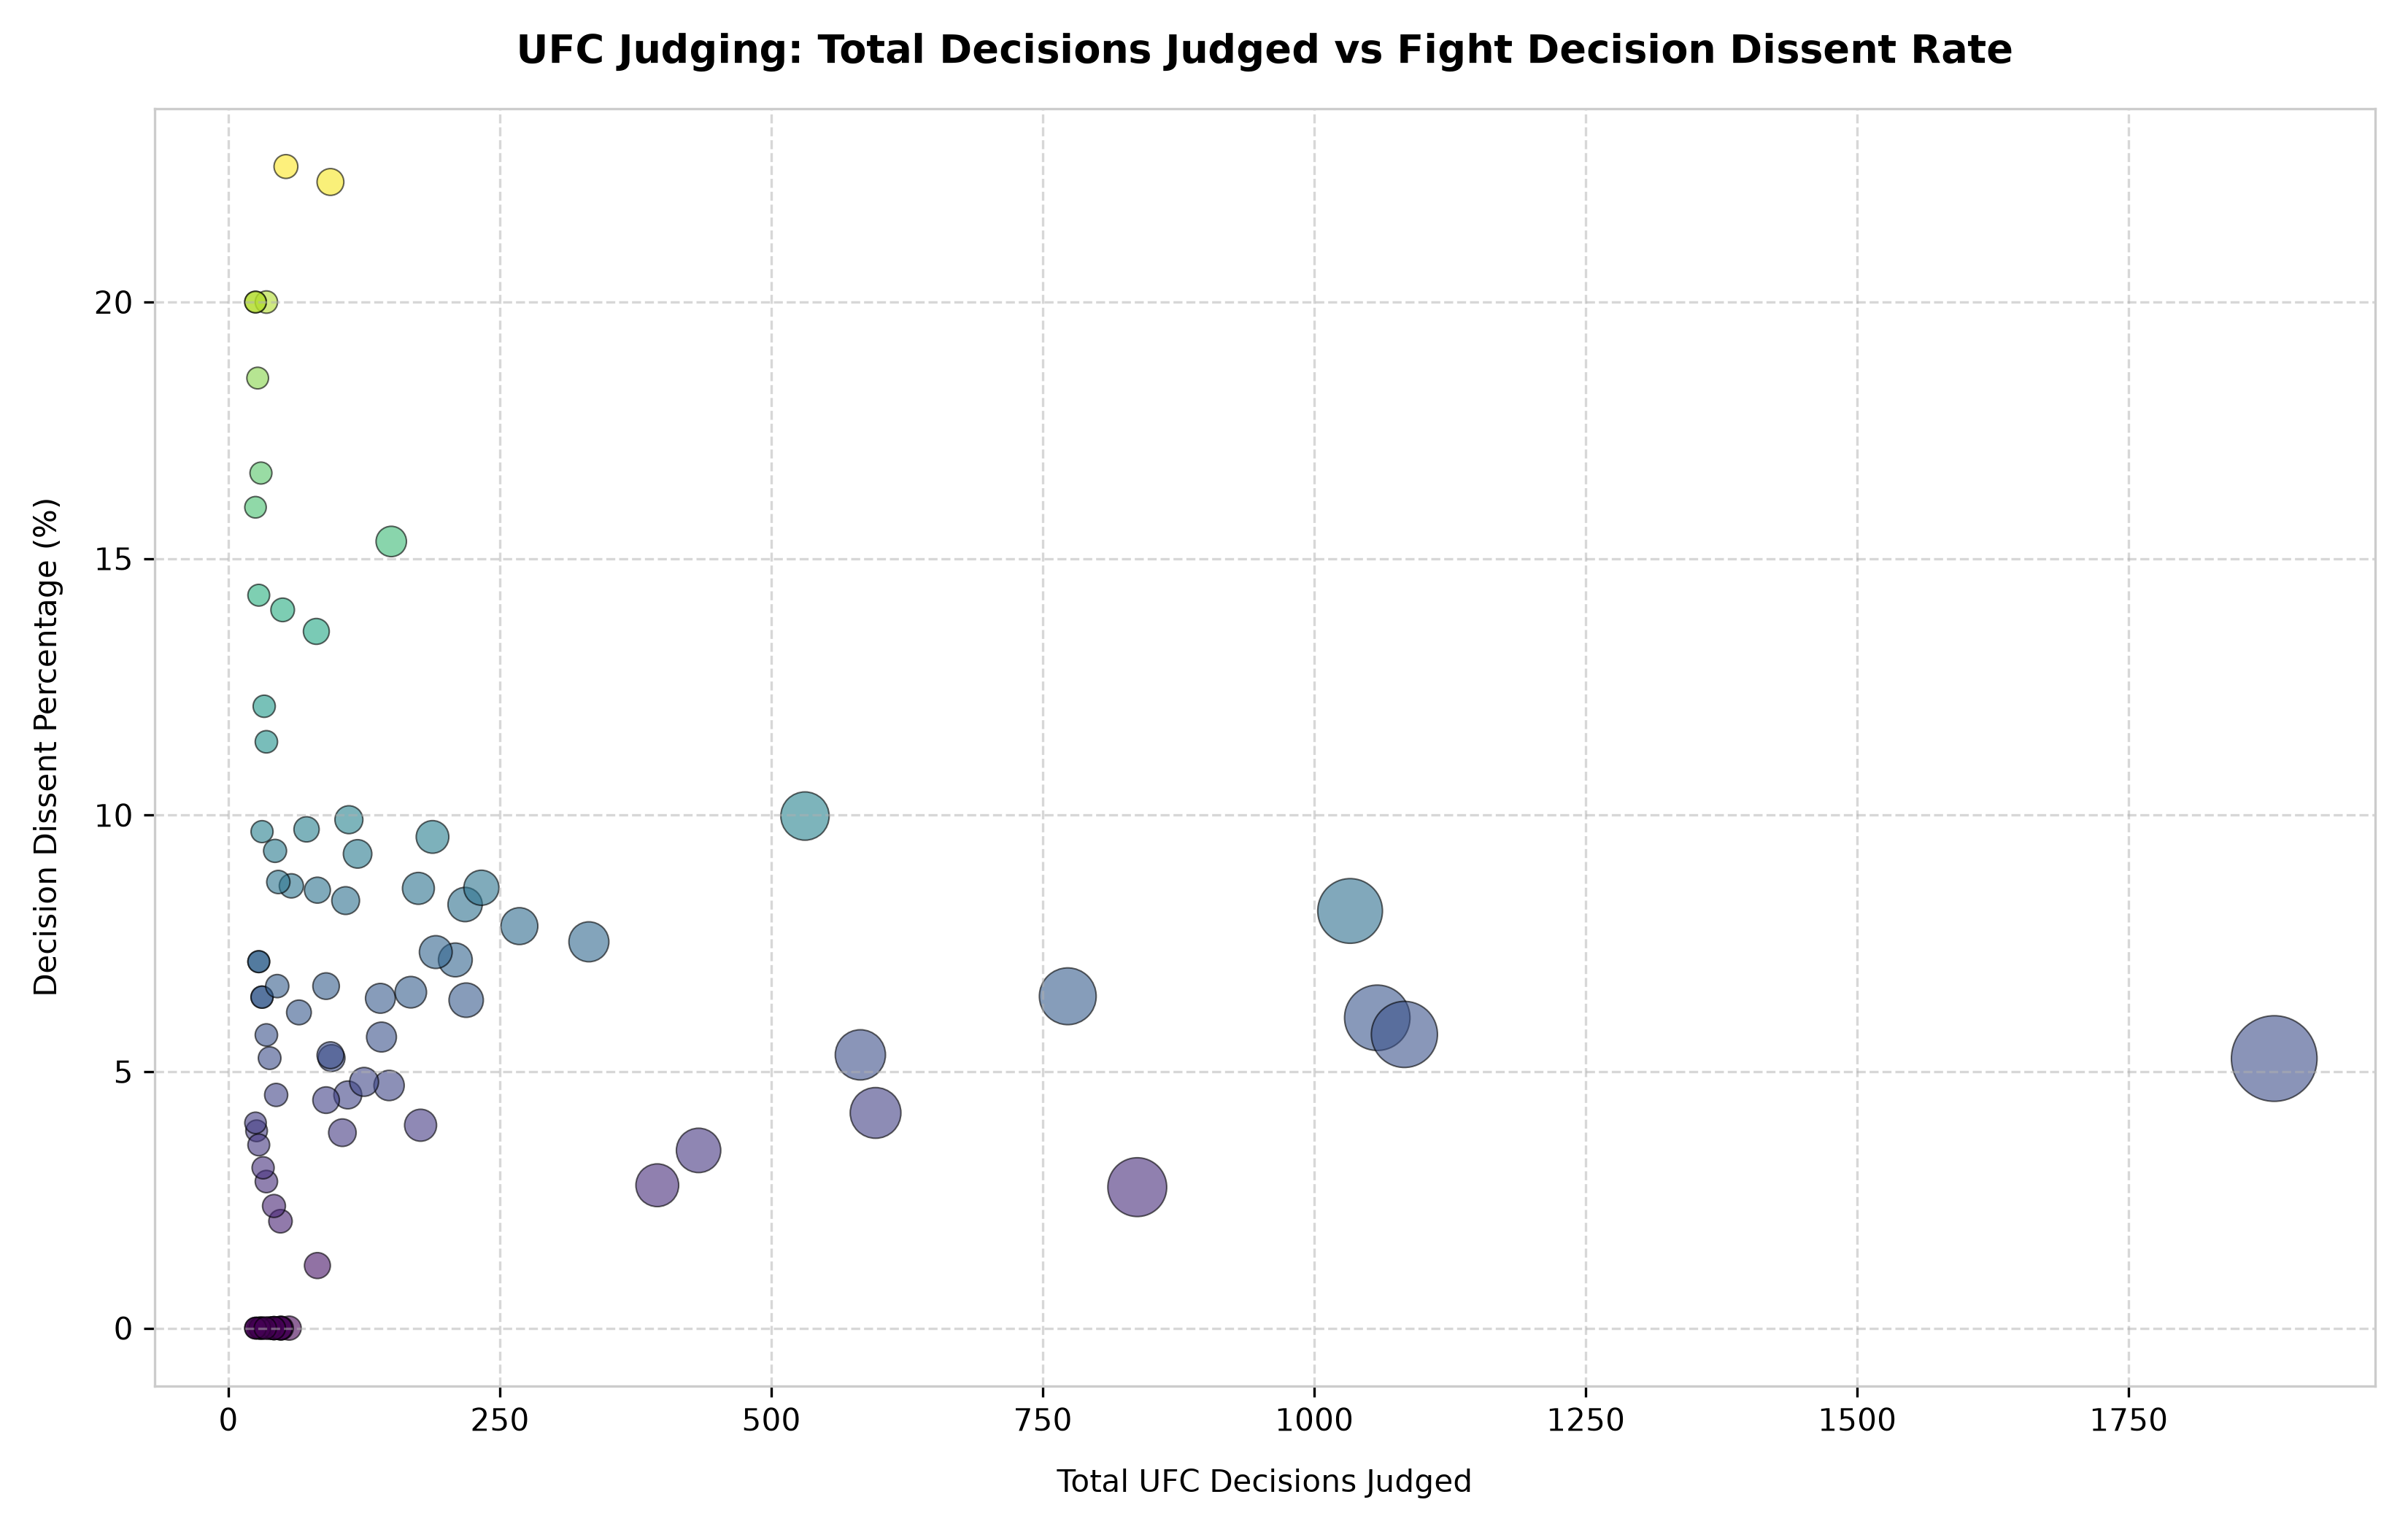 UFC Judging: Total Decisions Judged vs Fight Decision Dissent Rate
Decision Dissent Percentage (%)
20
15
10
5
0
0 250 500 750 1000 1250 1500 1750
Total UFC Decisions Judged